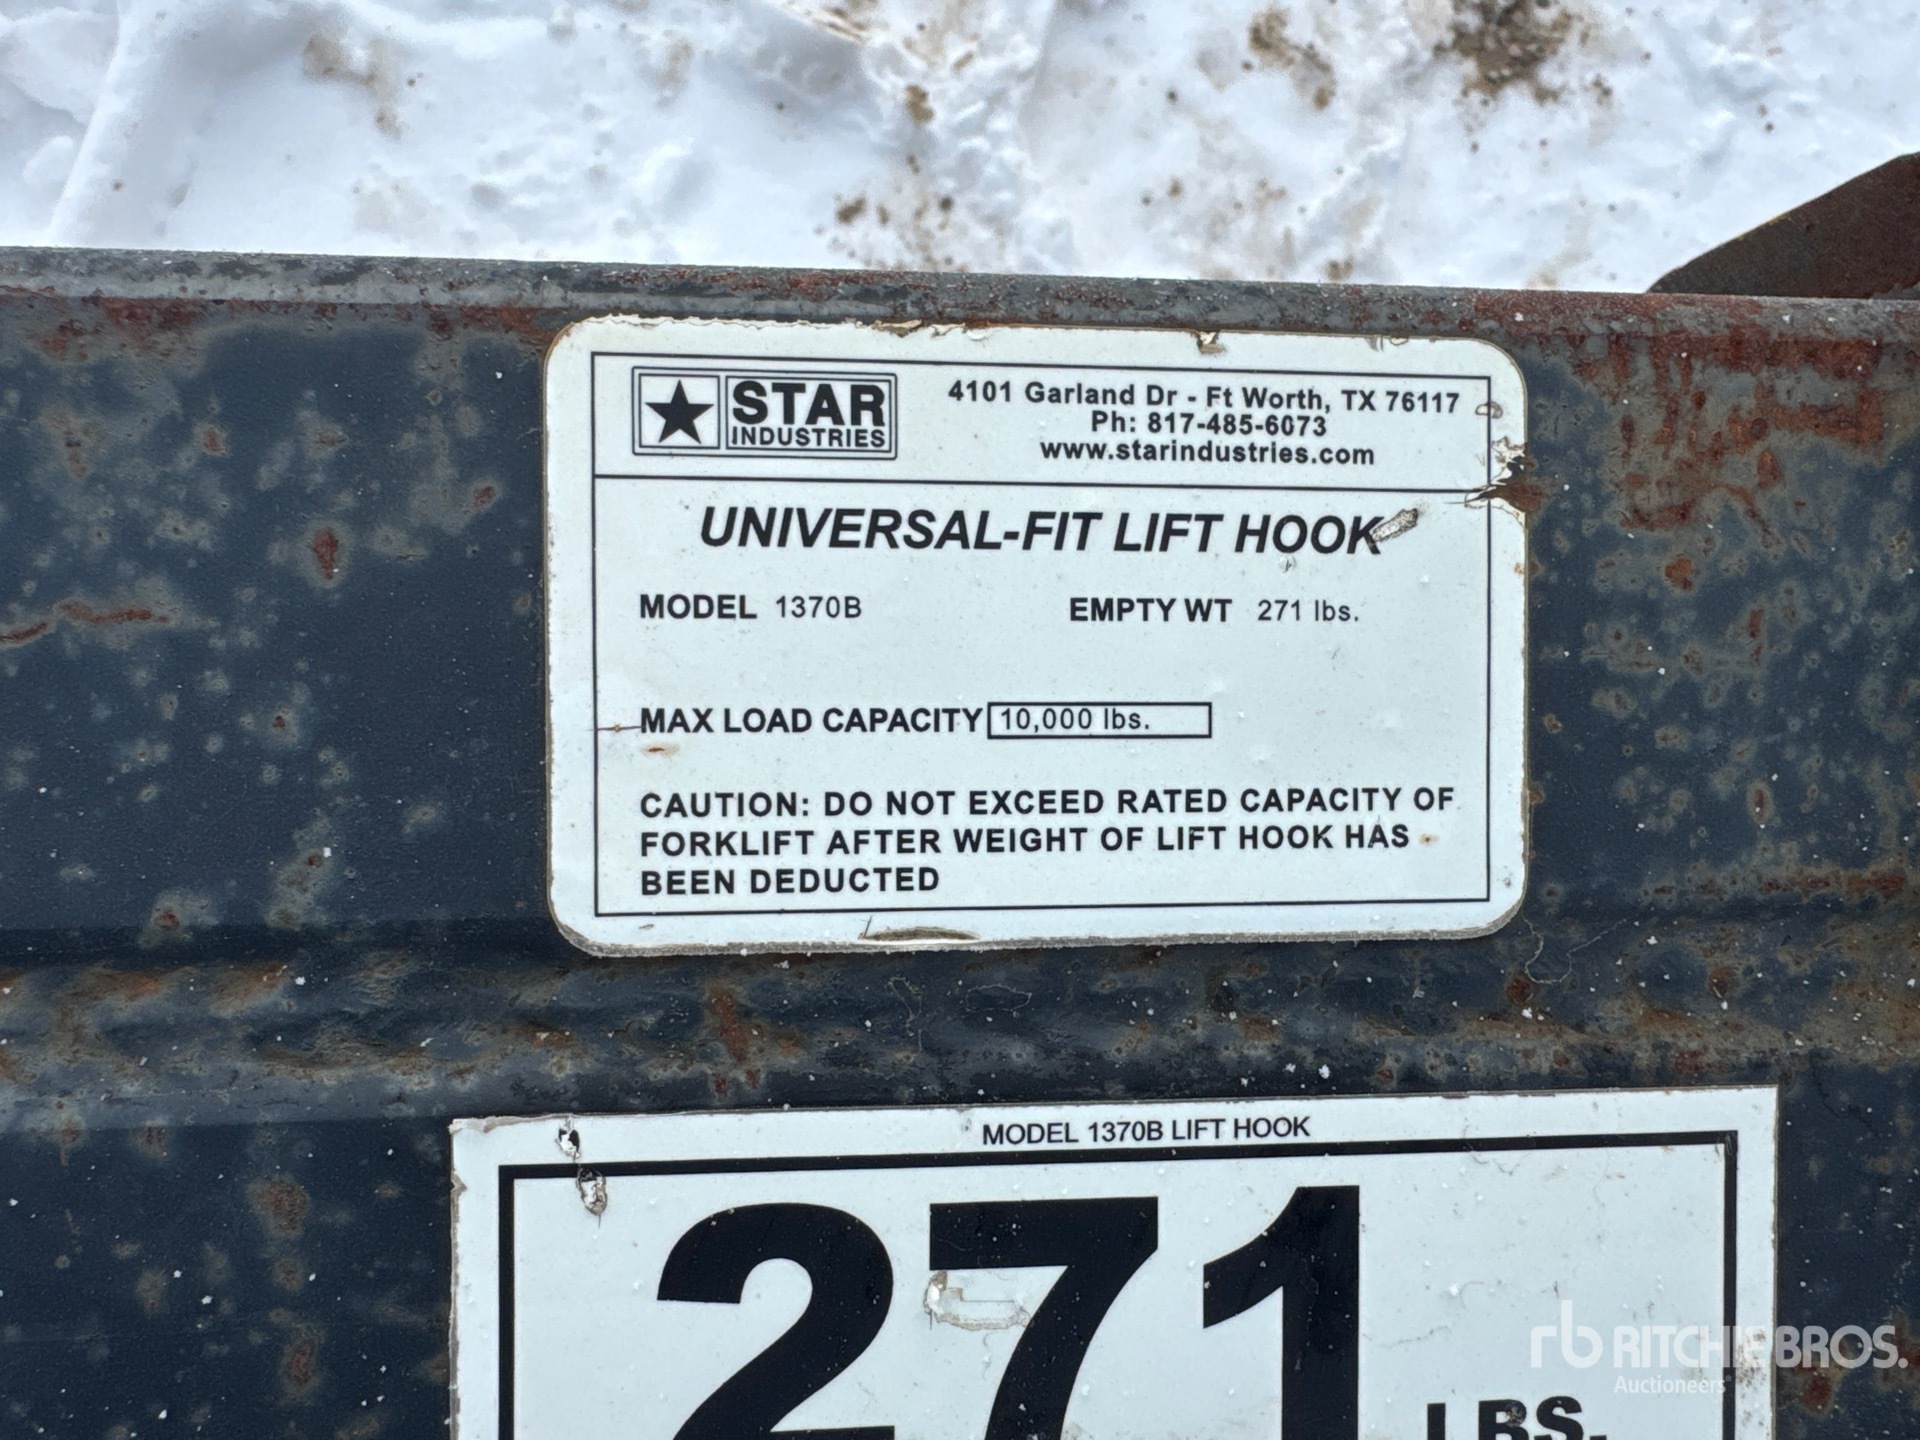 STAR
INDUSTRIES
4101 Garland Dr - Ft Worth, TX 76117
Ph: 817-485-6073
www.starindustries.com
UNIVERSAL-FIT LIFT HOOK
MODEL 1370B EMPTY WT 271 lbs.
MAX LOAD CAPACITY 10,000 lbs.
CAUTION: DO NOT EXCEED RATED CAPACITY OF
FORKLIFT AFTER WEIGHT OF LIFT HOOK HAS
BEEN DEDUCTED
MODEL 1370B LIFT HOOK
271
LBS.
rb RITCHIE BROS.
Auctioneers